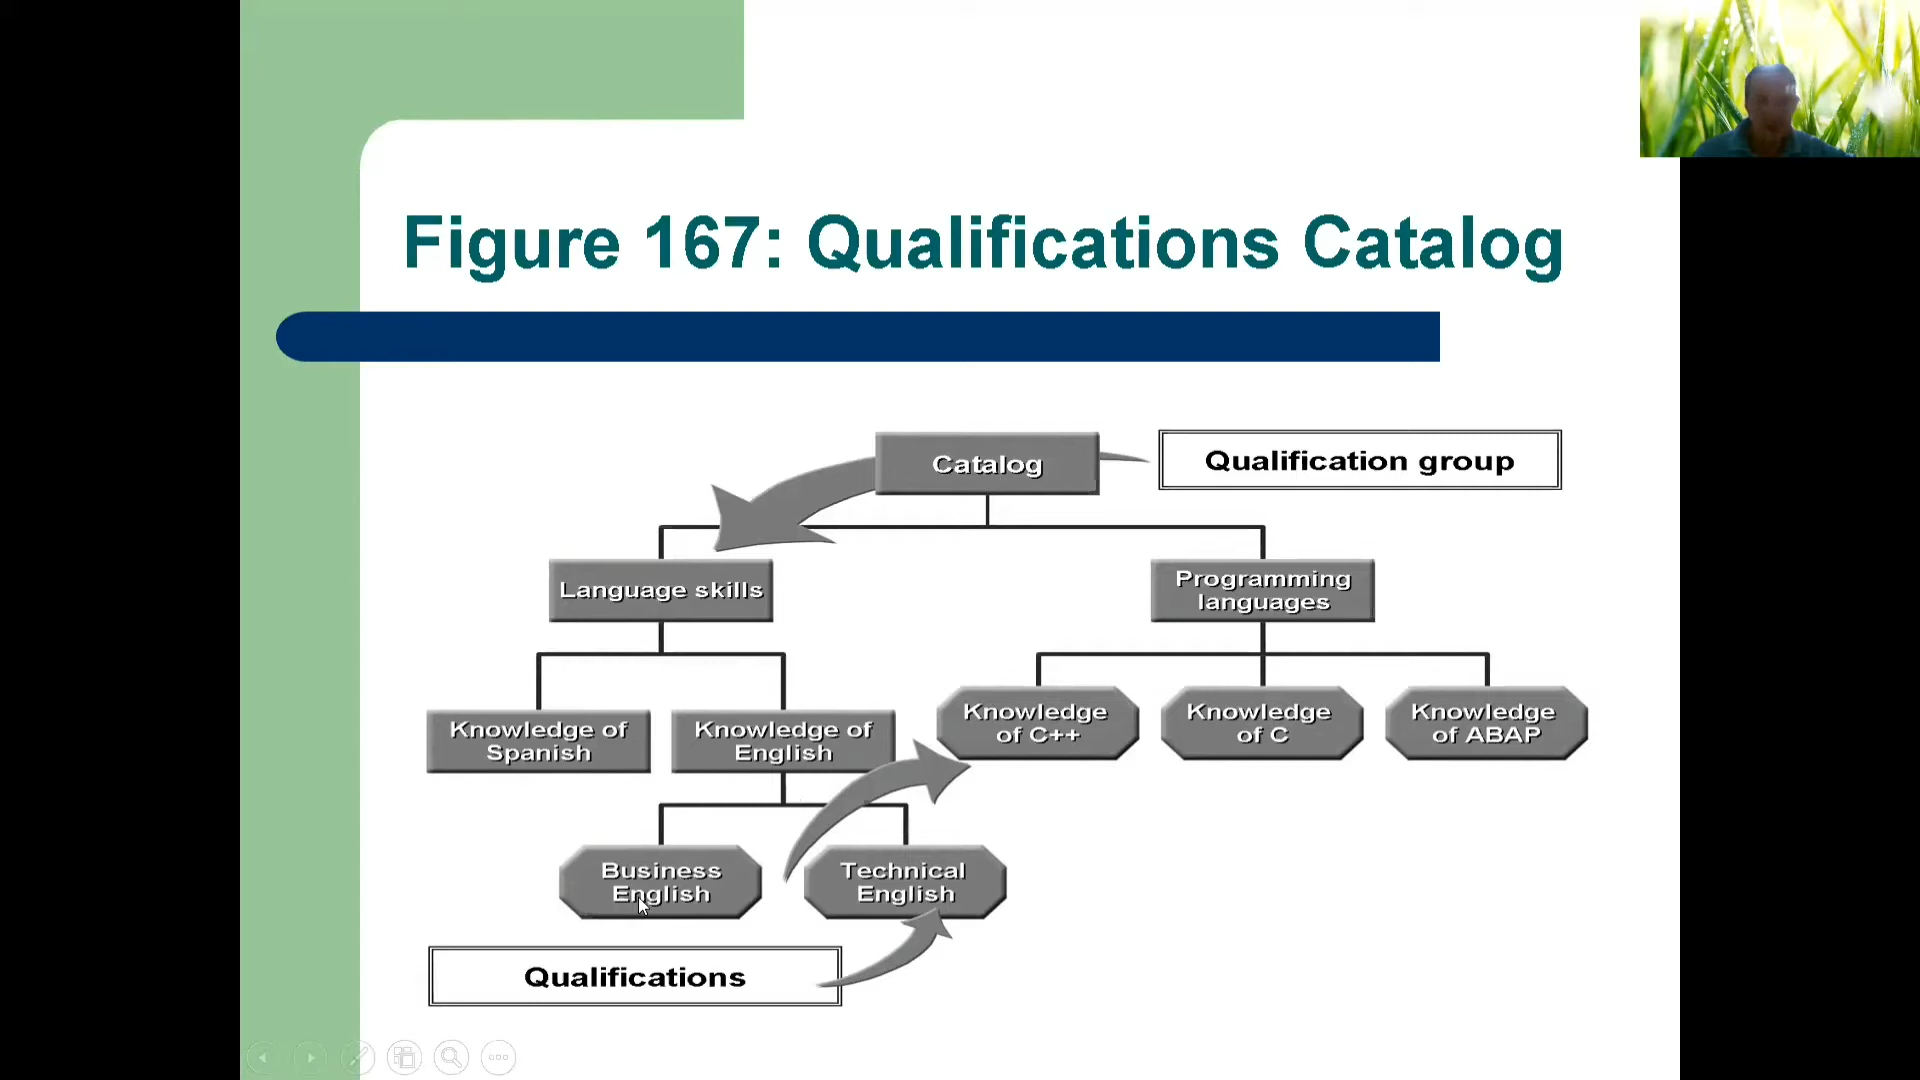 Figure 167: Qualifications Catalog
Catalog
Qualification group
Language skills
Programming
languages
Knowledge of
Spanish
Knowledge of
English
Knowledge
of C++
Knowledge
of C
Knowledge
of ABAP
Business
English
Technical
English
Qualifications